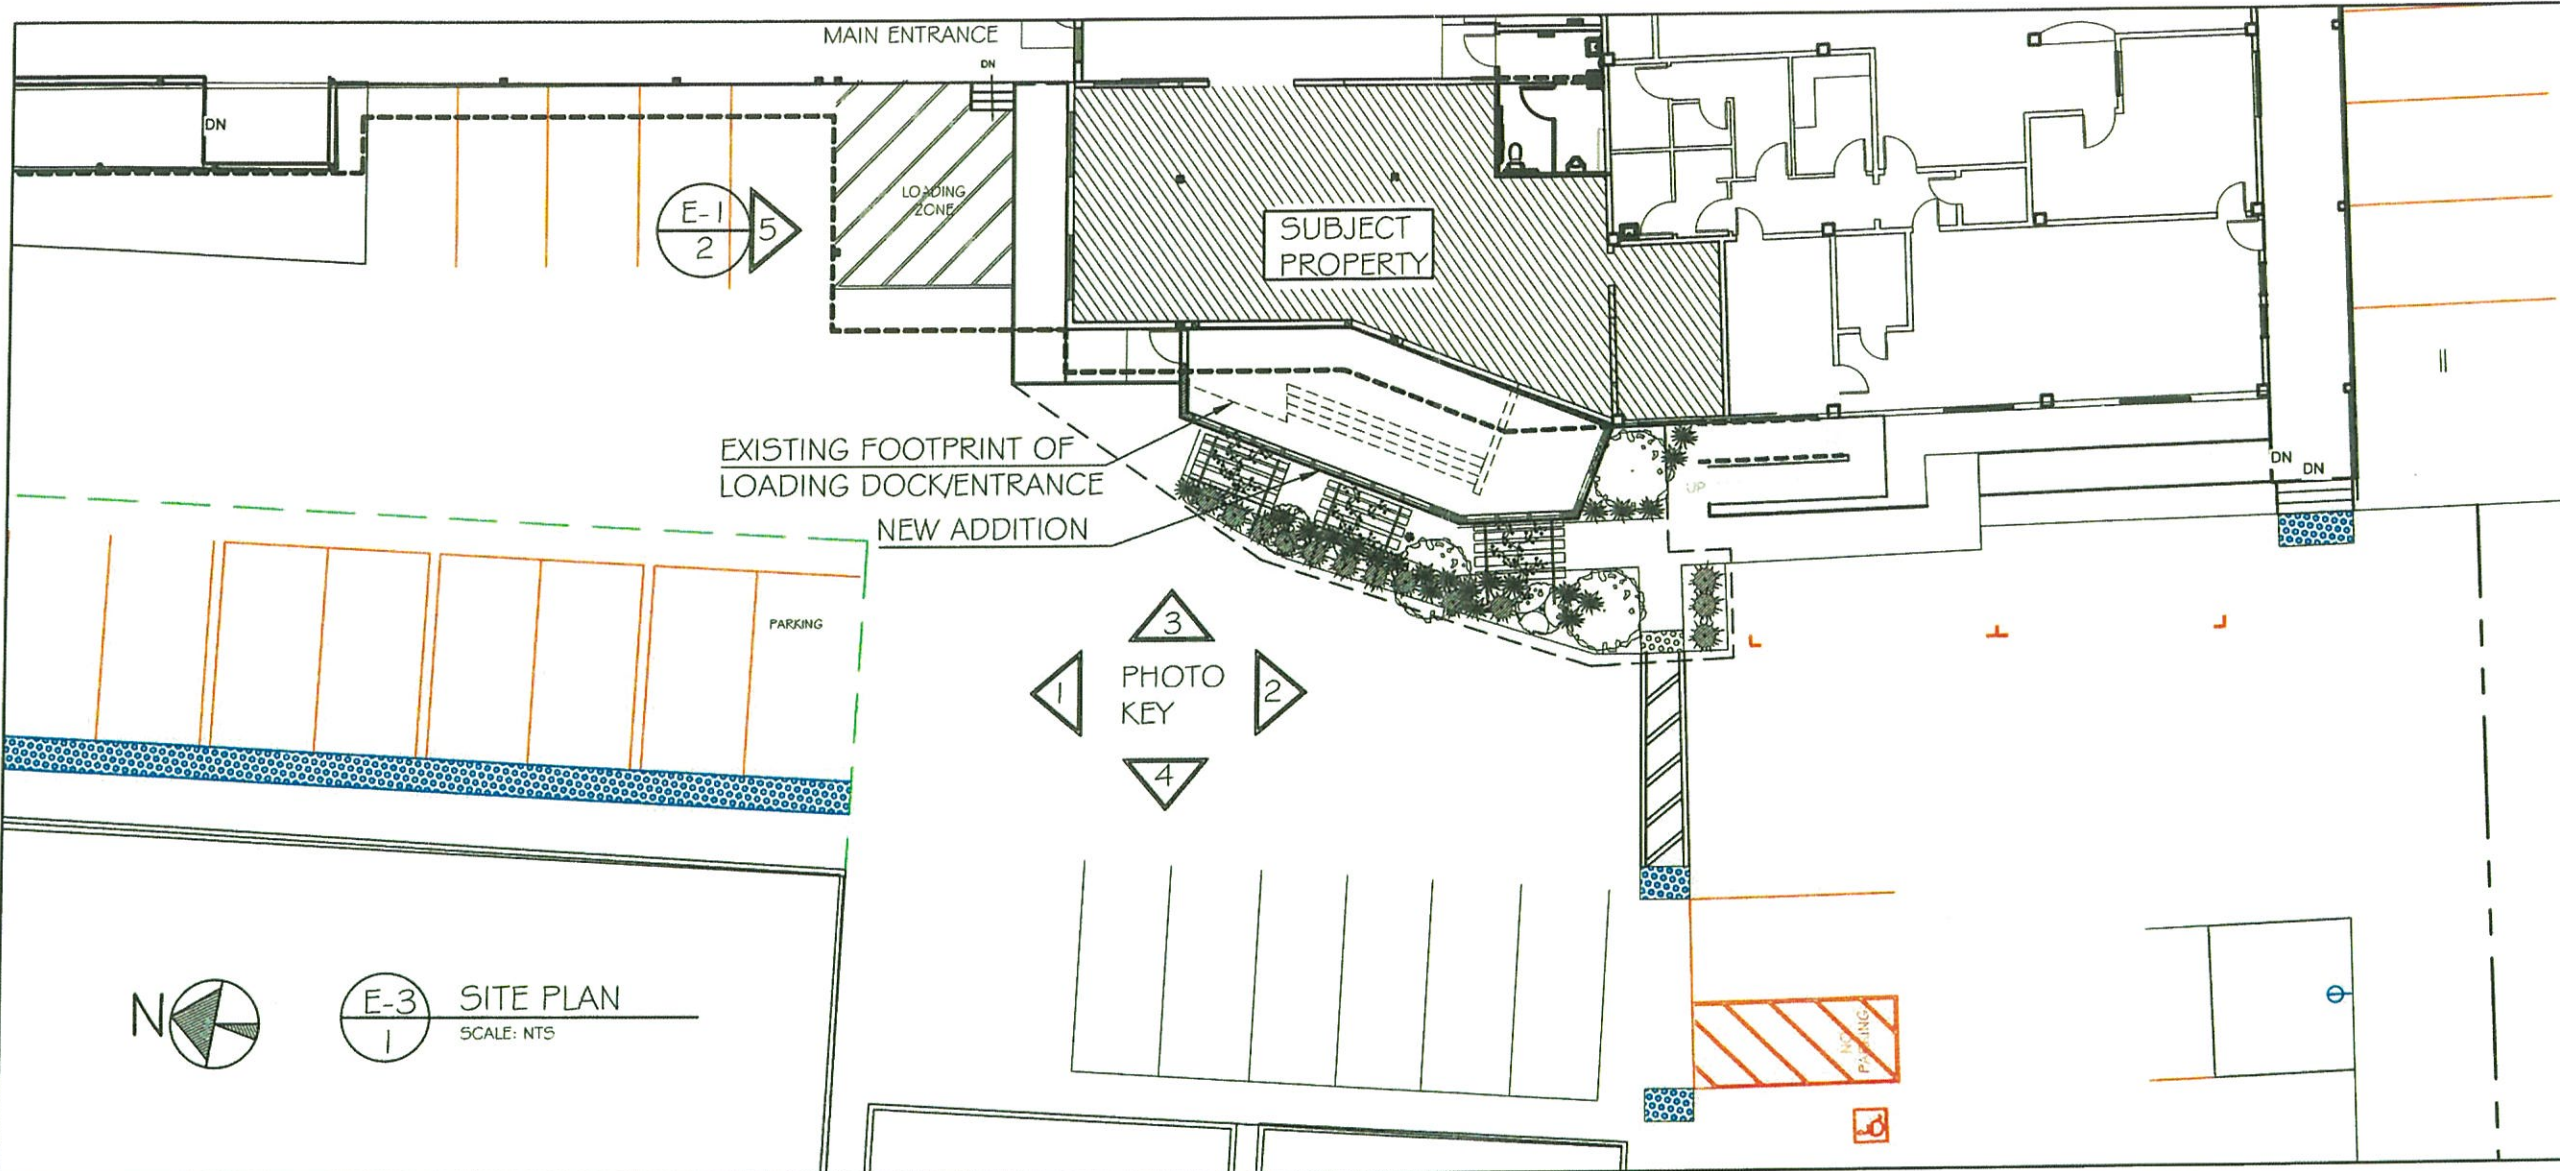 MAIN ENTRANCE
DN
DN
LOADING
ZONE
E-1
2
5
SUBJECT
PROPERTY
EXISTING FOOTPRINT OF
LOADING DOCK/ENTRANCE
NEW ADDITION
UP
DN
DN
PARKING
3
1
PHOTO
KEY
2
4
NO
PARKING
N
E-3
1
SITE PLAN
SCALE: NTS